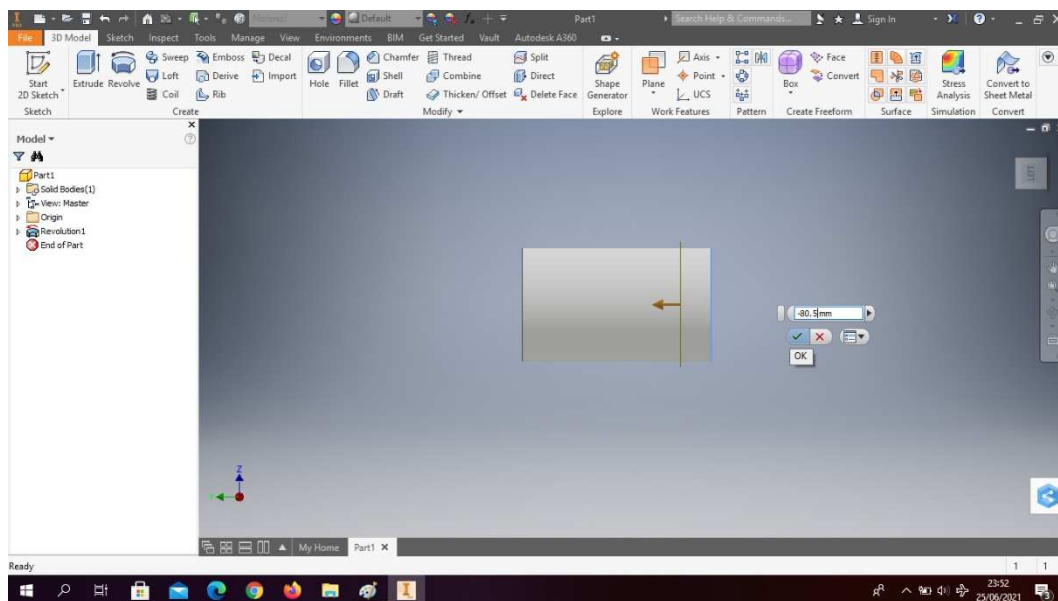 Material
Default
Part1
Search Help & Commands...
Sign In
File 3D Model Sketch Inspect Tools Manage View Environments BIM Get Started Vault Autodesk A360
Start 2D Sketch
Extrude
Revolve
Sweep
Loft
Coil
Emboss
Derive
Rib
Decal
Import
Hole
Fillet
Chamfer
Shell
Draft
Thread
Combine
Thicken/ Offset
Split
Direct
Delete Face
Shape Generator
Plane
Axis
Point
UCS
Box
Face
Convert
Stress Analysis
Convert to Sheet Metal
Sketch Create Modify Explore Work Features Pattern Create Freeform Surface Simulation Convert
Model
Part1
Solid Bodies(1)
View: Master
Origin
Revolution1
End of Part
LEFT
-80.5 mm
OK
Z
My Home Part1
Ready
1 1
23:52
25/06/2021